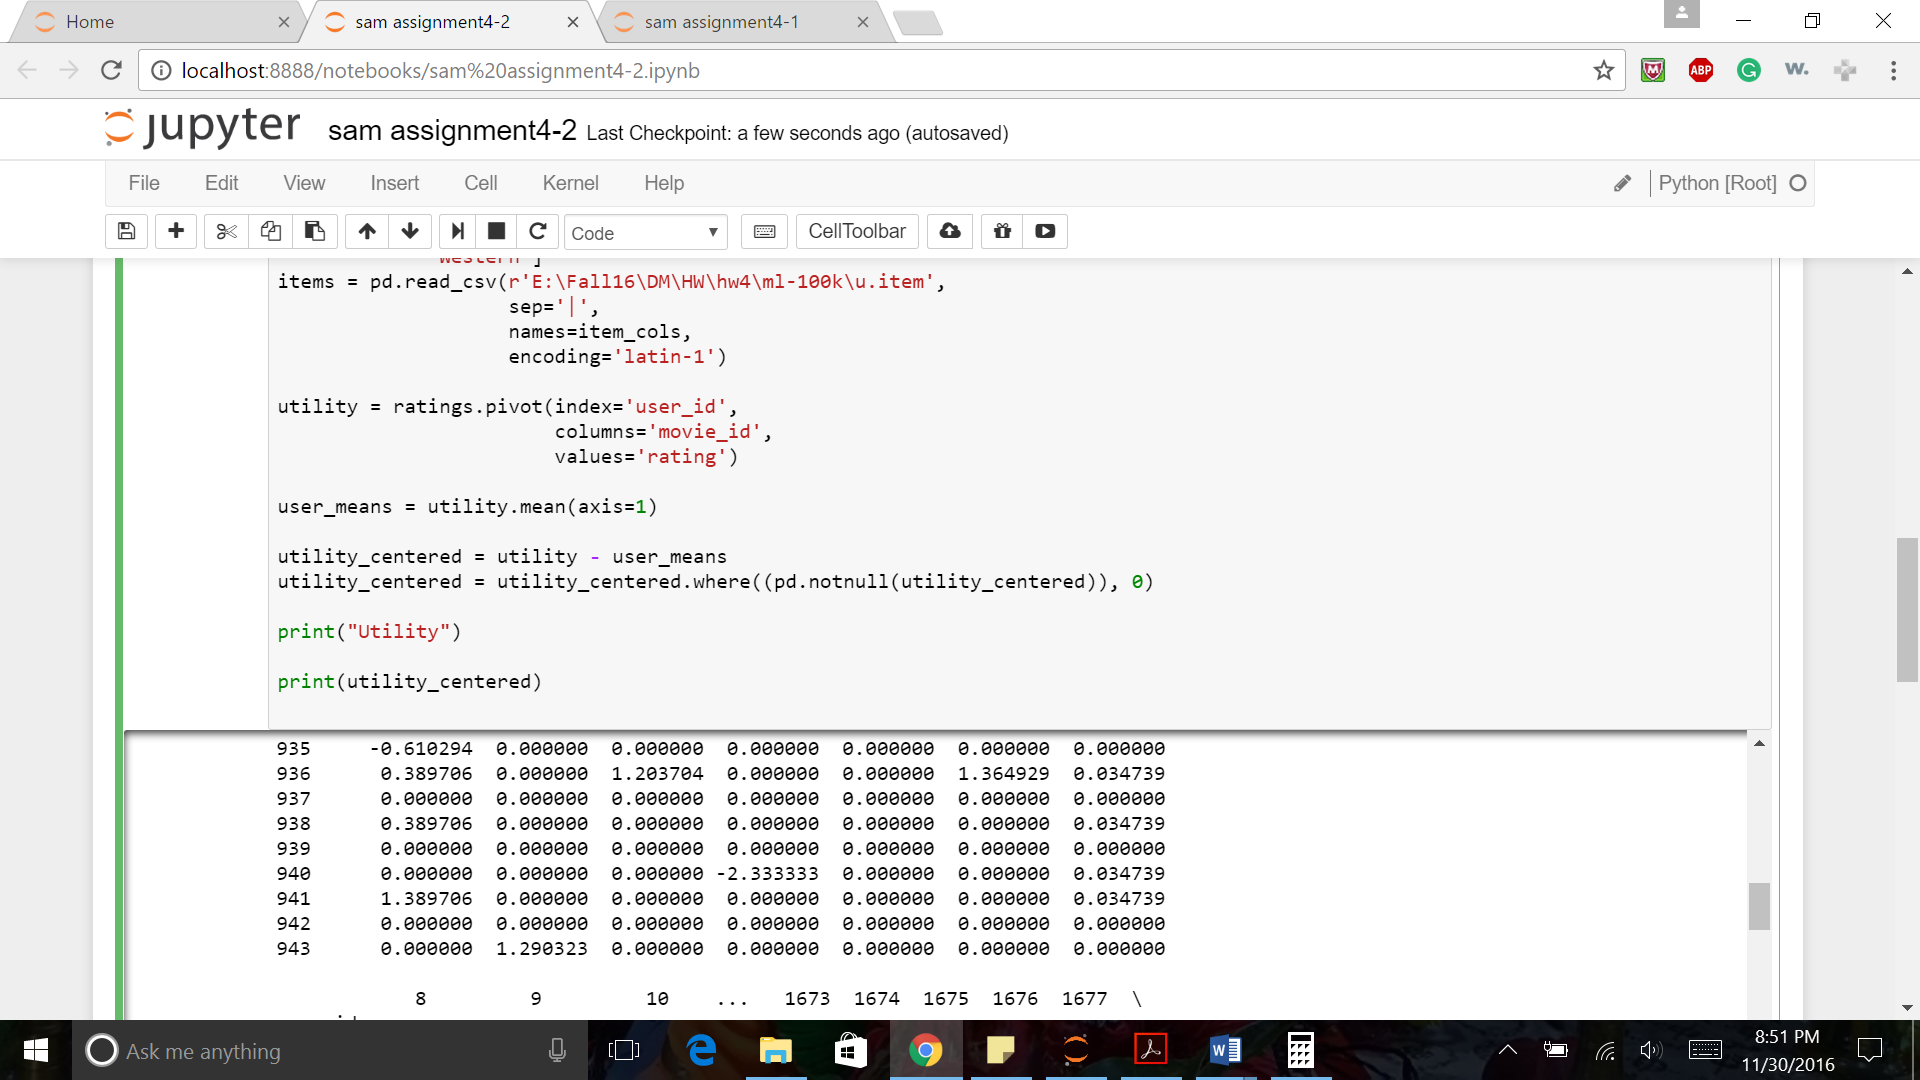 Home
sam assignment4-2
sam assignment4-1
localhost:8888/notebooks/sam%20assignment4-2.ipynb
ABP
G
w.
jupyter sam assignment4-2 Last Checkpoint: a few seconds ago (autosaved)
File Edit View Insert Cell Kernel Help Python [Root]
Code CellToolbar
Western']
items = pd.read_csv(r'E:\Fall16\DM\HW\hw4\ml-100k\u.item',
sep='|',
names=item_cols,
encoding='latin-1')
utility = ratings.pivot(index='user_id',
columns='movie_id',
values='rating')
user_means = utility.mean(axis=1)
utility_centered = utility - user_means
utility_centered = utility_centered.where((pd.notnull(utility_centered)), 0)
print("Utility")
print(utility_centered)
935 -0.610294 0.000000 0.000000 0.000000 0.000000 0.000000 0.000000
936 0.389706 0.000000 1.203704 0.000000 0.000000 1.364929 0.034739
937 0.000000 0.000000 0.000000 0.000000 0.000000 0.000000 0.000000
938 0.389706 0.000000 0.000000 0.000000 0.000000 0.000000 0.034739
939 0.000000 0.000000 0.000000 0.000000 0.000000 0.000000 0.000000
940 0.000000 0.000000 0.000000 -2.333333 0.000000 0.000000 0.034739
941 1.389706 0.000000 0.000000 0.000000 0.000000 0.000000 0.034739
942 0.000000 0.000000 0.000000 0.000000 0.000000 0.000000 0.000000
943 0.000000 1.290323 0.000000 0.000000 0.000000 0.000000 0.000000
8 9 10 ... 1673 1674 1675 1676 1677 \
Ask me anything
8:51 PM
11/30/2016